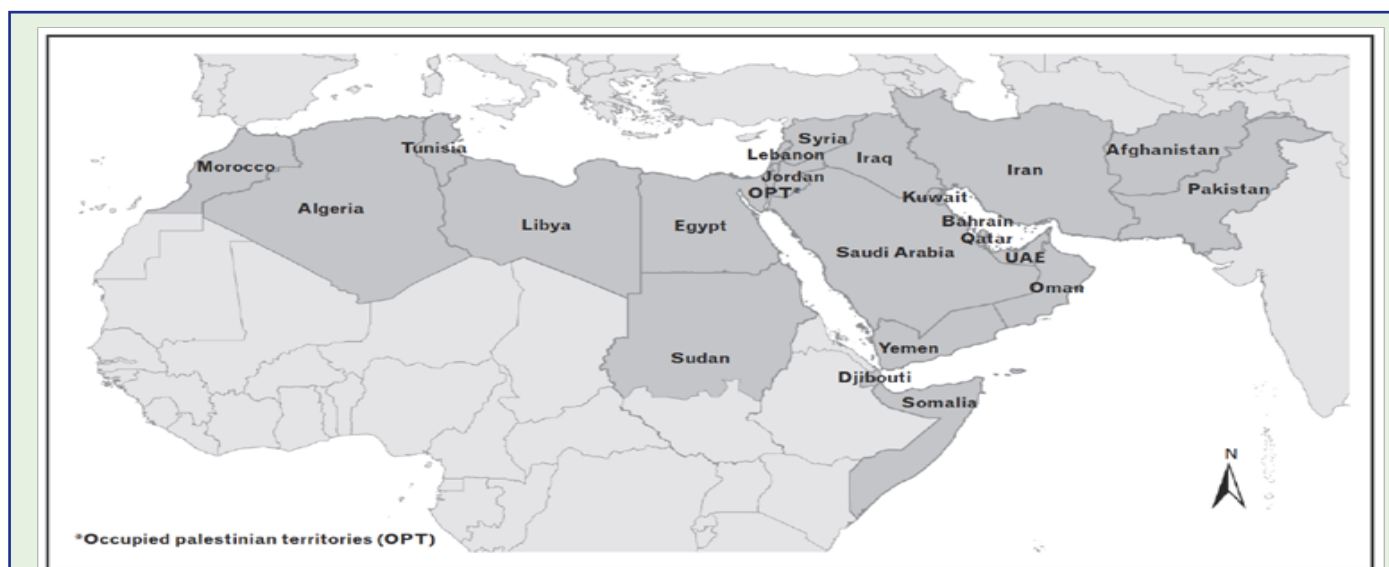 Tunisia
Morocco
Algeria
Libya
Egypt
Sudan
Syria
Lebanon
Jordan
OPT*
Iraq
Kuwait
Bahrain
Qatar
UAE
Saudi Arabia
Oman
Yemen
Djibouti
Somalia
Iran
Afghanistan
Pakistan
N
*Occupied palestinian territories (OPT)